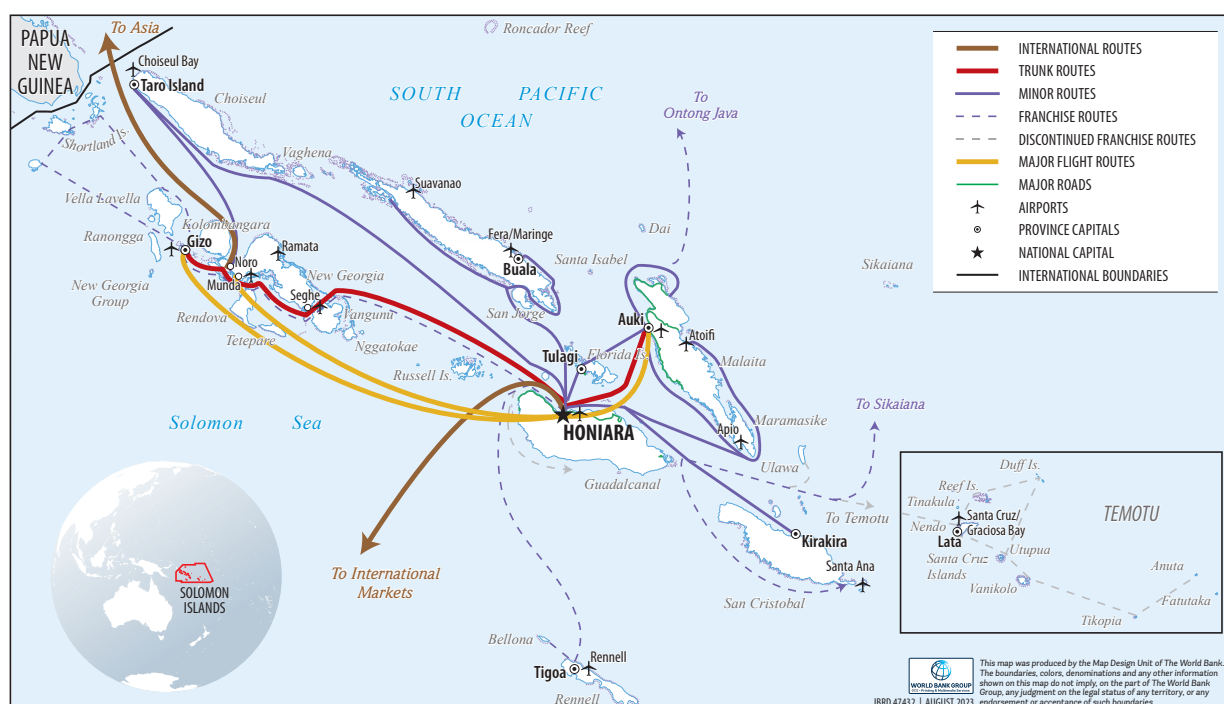 To Asia
PAPUA
NEW
GUINEA
Choiseul Bay
Taro Island
Choiseul
Roncador Reef
SOUTH PACIFIC
OCEAN
To
Ontong Java
Shortland Is.
Vaghena
Suavanao
Vella Lavella
Kolombangara
Ranongga
Gizo
Ramata
Noro
Munda
New Georgia
New Georgia
Group
Seghe
Vangunu
Rendova
Tetepare
Nggatokae
Fera/Maringe
Buala
Santa Isabel
San Jorge
Dai
Sikaiana
Auki
Atoifi
Malaita
Tulagi
Florida Is.
Russell Is.
Maramasike
Apio
Solomon Sea
HONIARA
Guadalcanal
To Sikaiana
Ulawa
To Temotu
Kirakira
Santa Ana
San Cristobal
To International
Markets
Bellona
Tigoa
Rennell
Rennell
SOLOMON
ISLANDS
INTERNATIONAL ROUTES
TRUNK ROUTES
MINOR ROUTES
FRANCHISE ROUTES
DISCONTINUED FRANCHISE ROUTES
MAJOR FLIGHT ROUTES
MAJOR ROADS
AIRPORTS
PROVINCE CAPITALS
NATIONAL CAPITAL
INTERNATIONAL BOUNDARIES
Duff Is.
Reef Is.
Tinakula
Santa Cruz/
Graciosa Bay
Nendo
Lata
TEMOTU
Santa Cruz
Islands
Utupua
Vanikolo
Anuta
Fatutaka
Tikopia
WORLD BANK GROUP
This map was produced by the Map Design Unit of The World Bank.
The boundaries, colors, denominations and any other information
shown on this map do not imply, on the part of The World Bank
Group, any judgment on the legal status of any territory, or any
endorsement or acceptance of such boundaries.
IBRD 47432 | AUGUST 2023